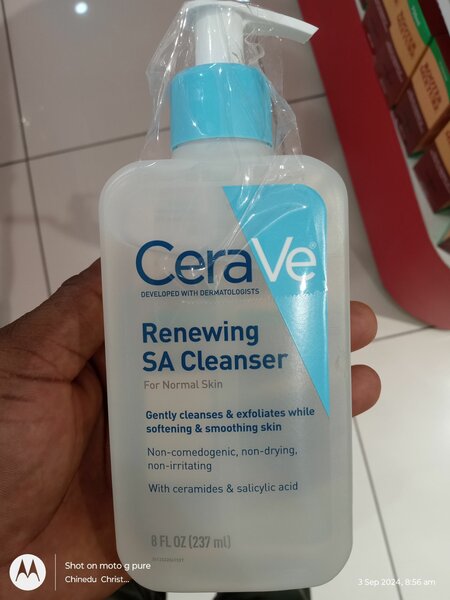 CeraVe®
DEVELOPED WITH DERMATOLOGISTS
Renewing
SA Cleanser
For Normal Skin
Gently cleanses & exfoliates while
softening & smoothing skin
Non-comedogenic, non-drying,
non-irritating
With ceramides & salicylic acid
8 FL OZ (237 ml)
Shot on moto g pure
Chinedu Christ...
3 Sep 2024, 8:56 am